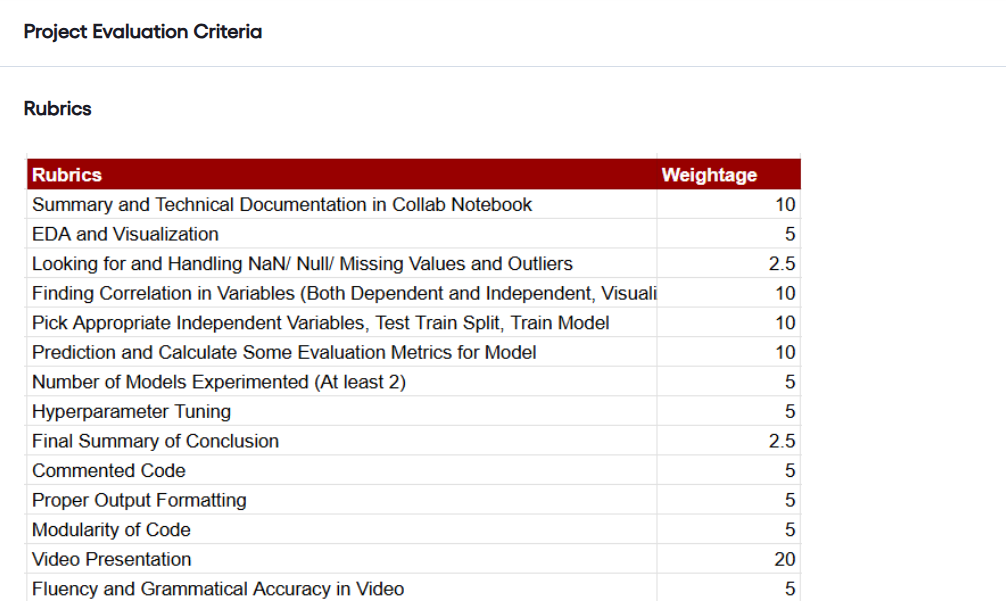 Project Evaluation Criteria
Rubrics
Rubrics Weightage
Summary and Technical Documentation in Collab Notebook 10
EDA and Visualization 5
Looking for and Handling NaN/ Null/ Missing Values and Outliers 2.5
Finding Correlation in Variables (Both Dependent and Independent, Visuali 10
Pick Appropriate Independent Variables, Test Train Split, Train Model 10
Prediction and Calculate Some Evaluation Metrics for Model 10
Number of Models Experimented (At least 2) 5
Hyperparameter Tuning 5
Final Summary of Conclusion 2.5
Commented Code 5
Proper Output Formatting 5
Modularity of Code 5
Video Presentation 20
Fluency and Grammatical Accuracy in Video 5